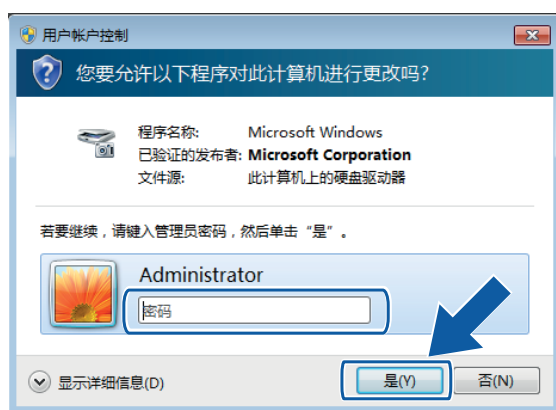 用户帐户控制
您要允许以下程序对此计算机进行更改吗?
程序名称: Microsoft Windows
已验证的发布者: Microsoft Corporation
文件源: 此计算机上的硬盘驱动器
若要继续，请键入管理员密码，然后单击“是”。
Administrator
密码
显示详细信息(D)
是(Y)
否(N)